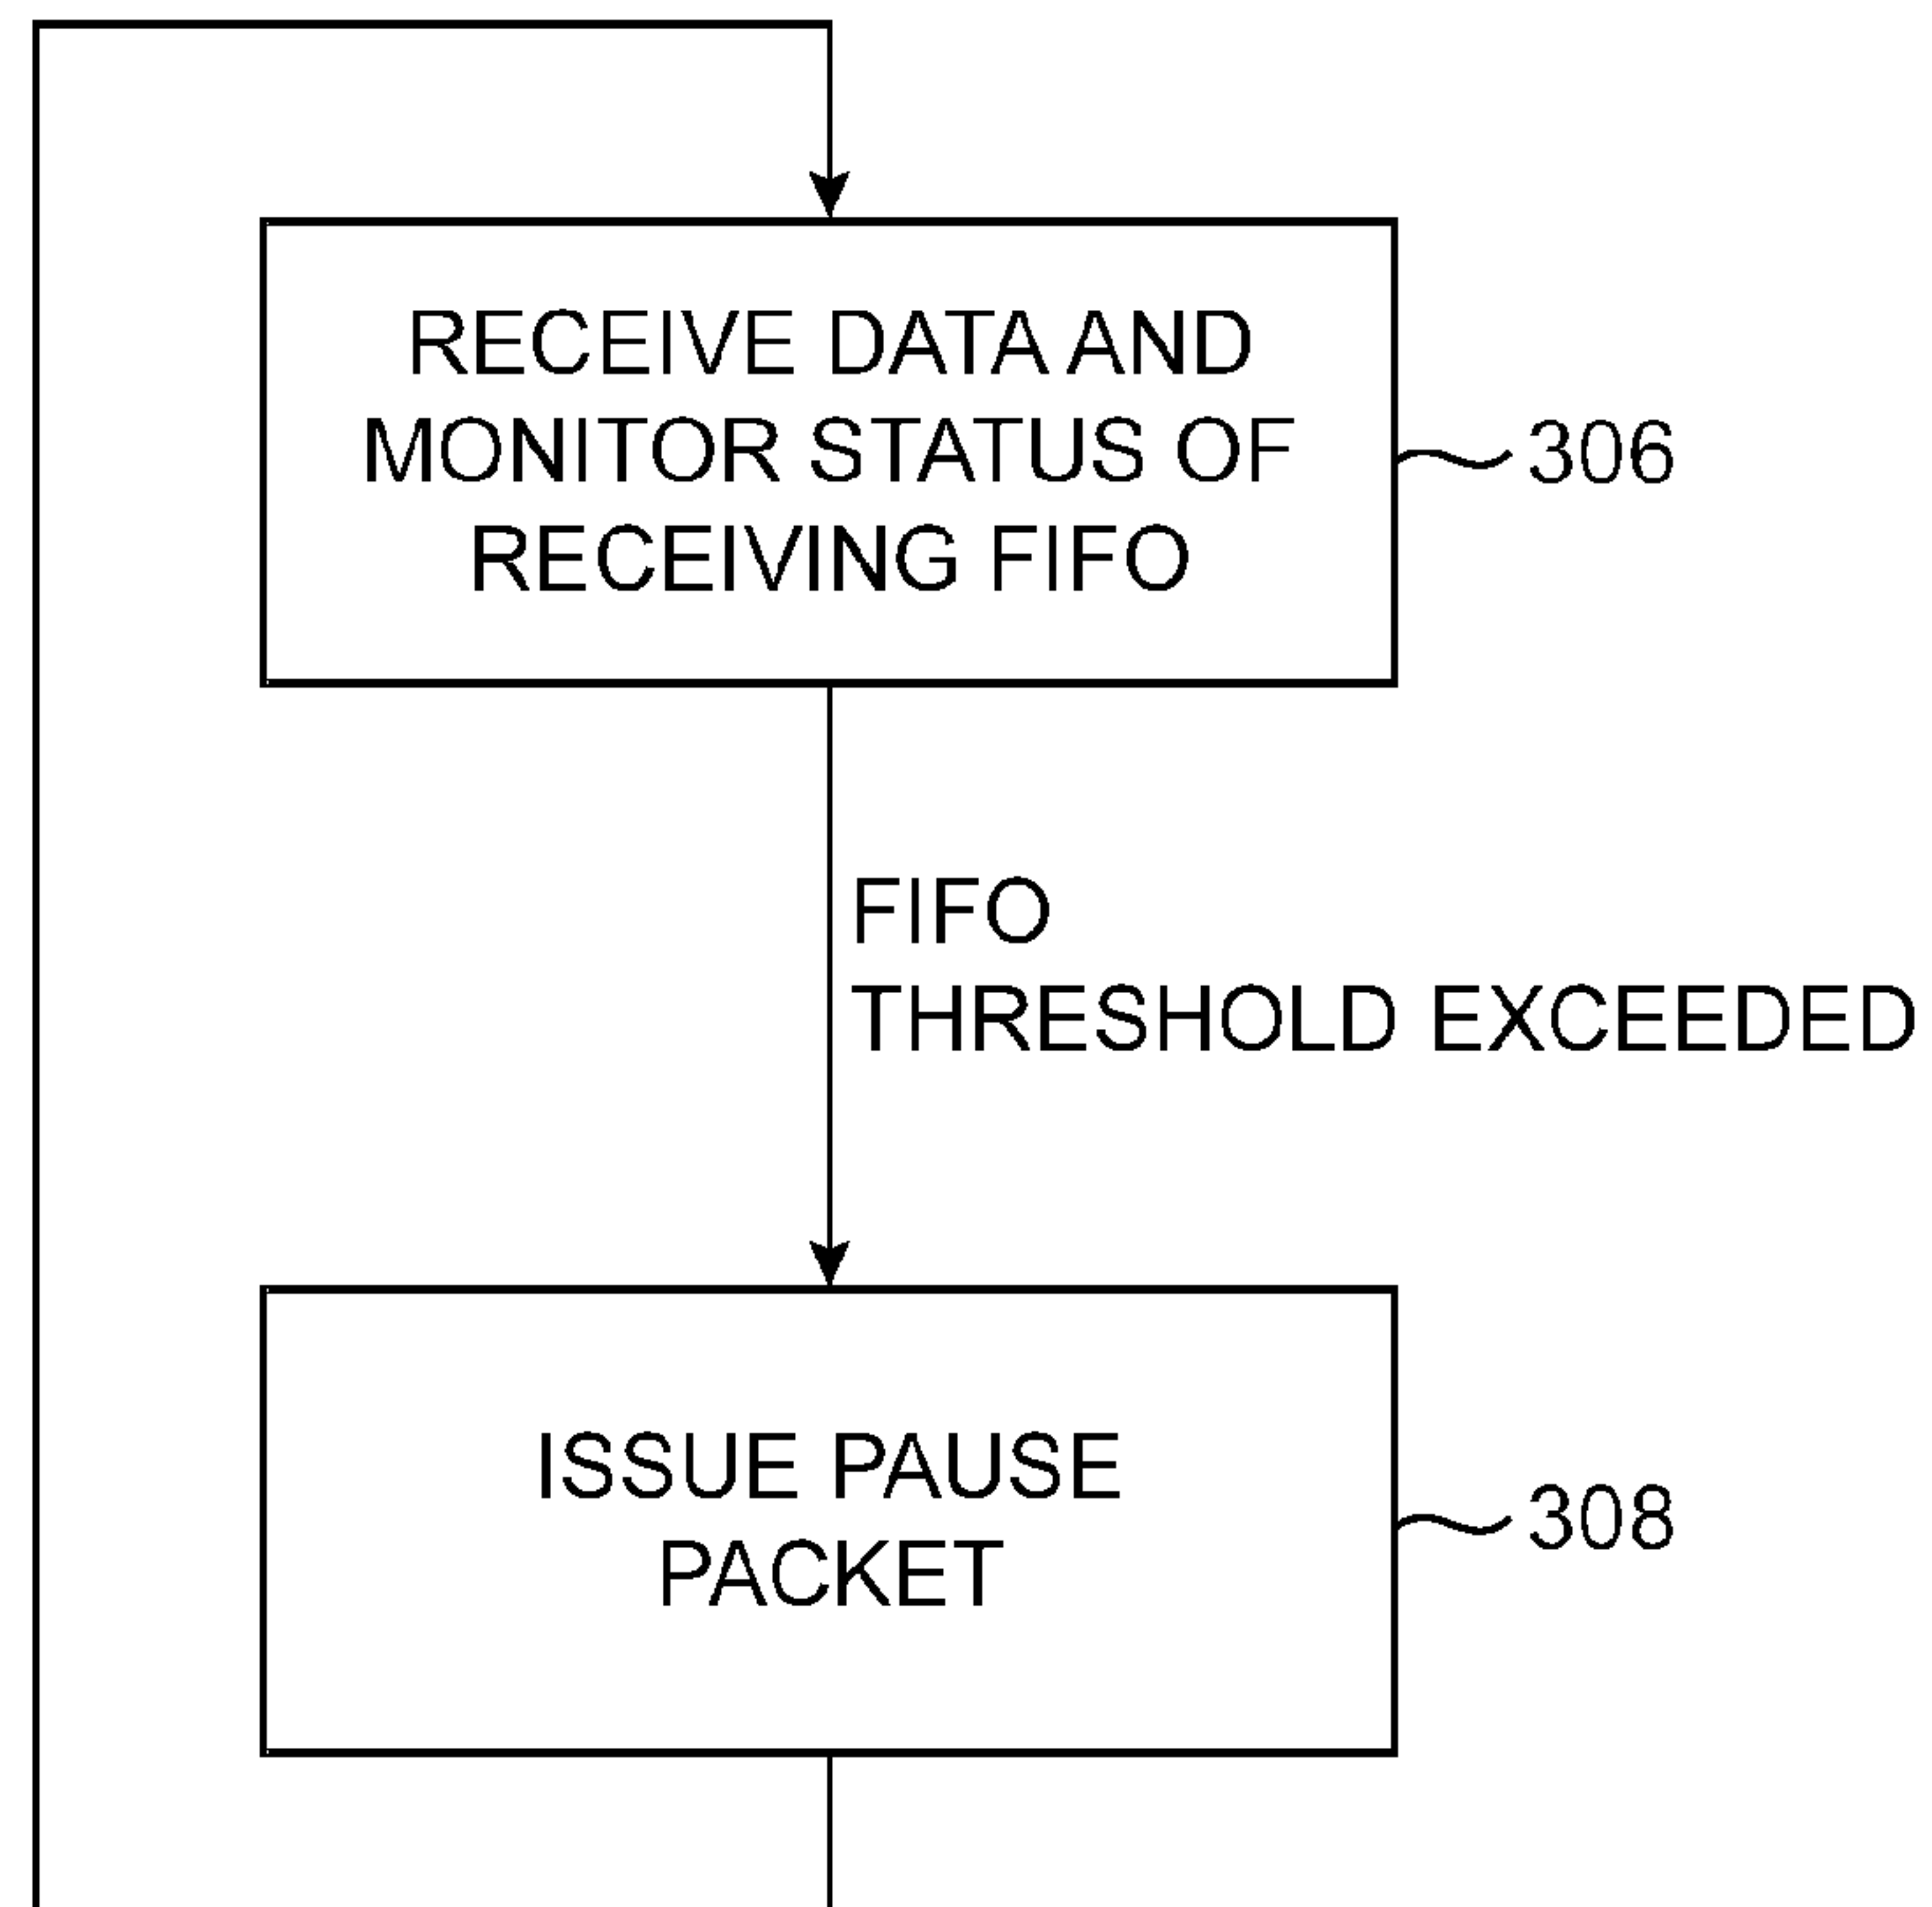 RECEIVE DATA AND
MONITOR STATUS OF
RECEIVING FIFO
306
FIFO
THRESHOLD EXCEEDED
ISSUE PAUSE
PACKET
308